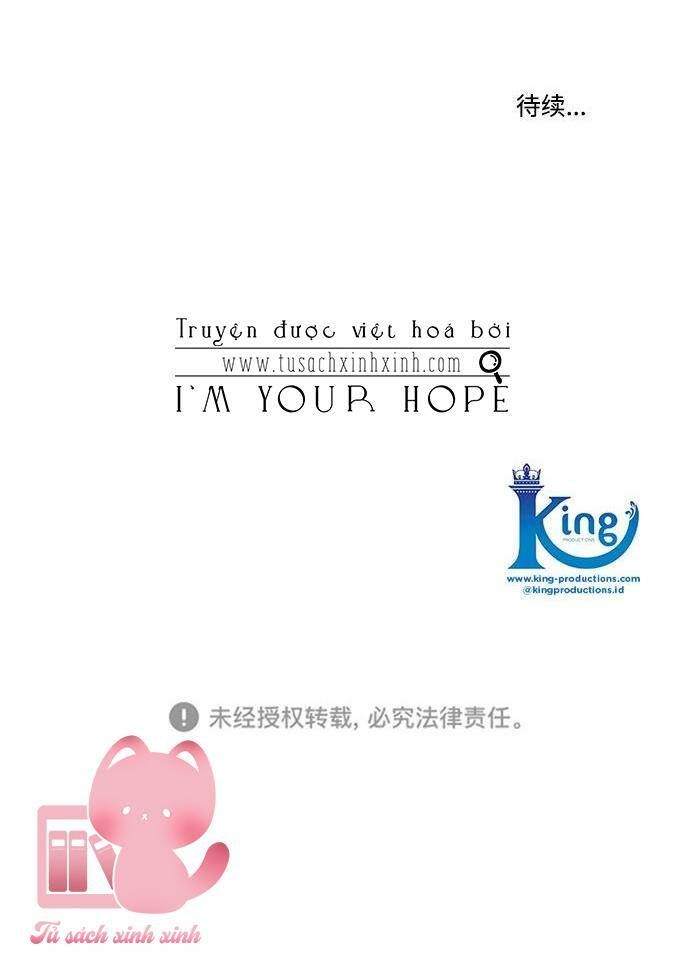 待续...
Truyện được việt hoá bởi
www.tusachxinhxinh.com
I'M YOUR HOPE
King
PRODUCTIONS
www.king-productions.com
@kingproductions.id
! 未经授权转载, 必究法律责任。
Tủ sách xinh xinh